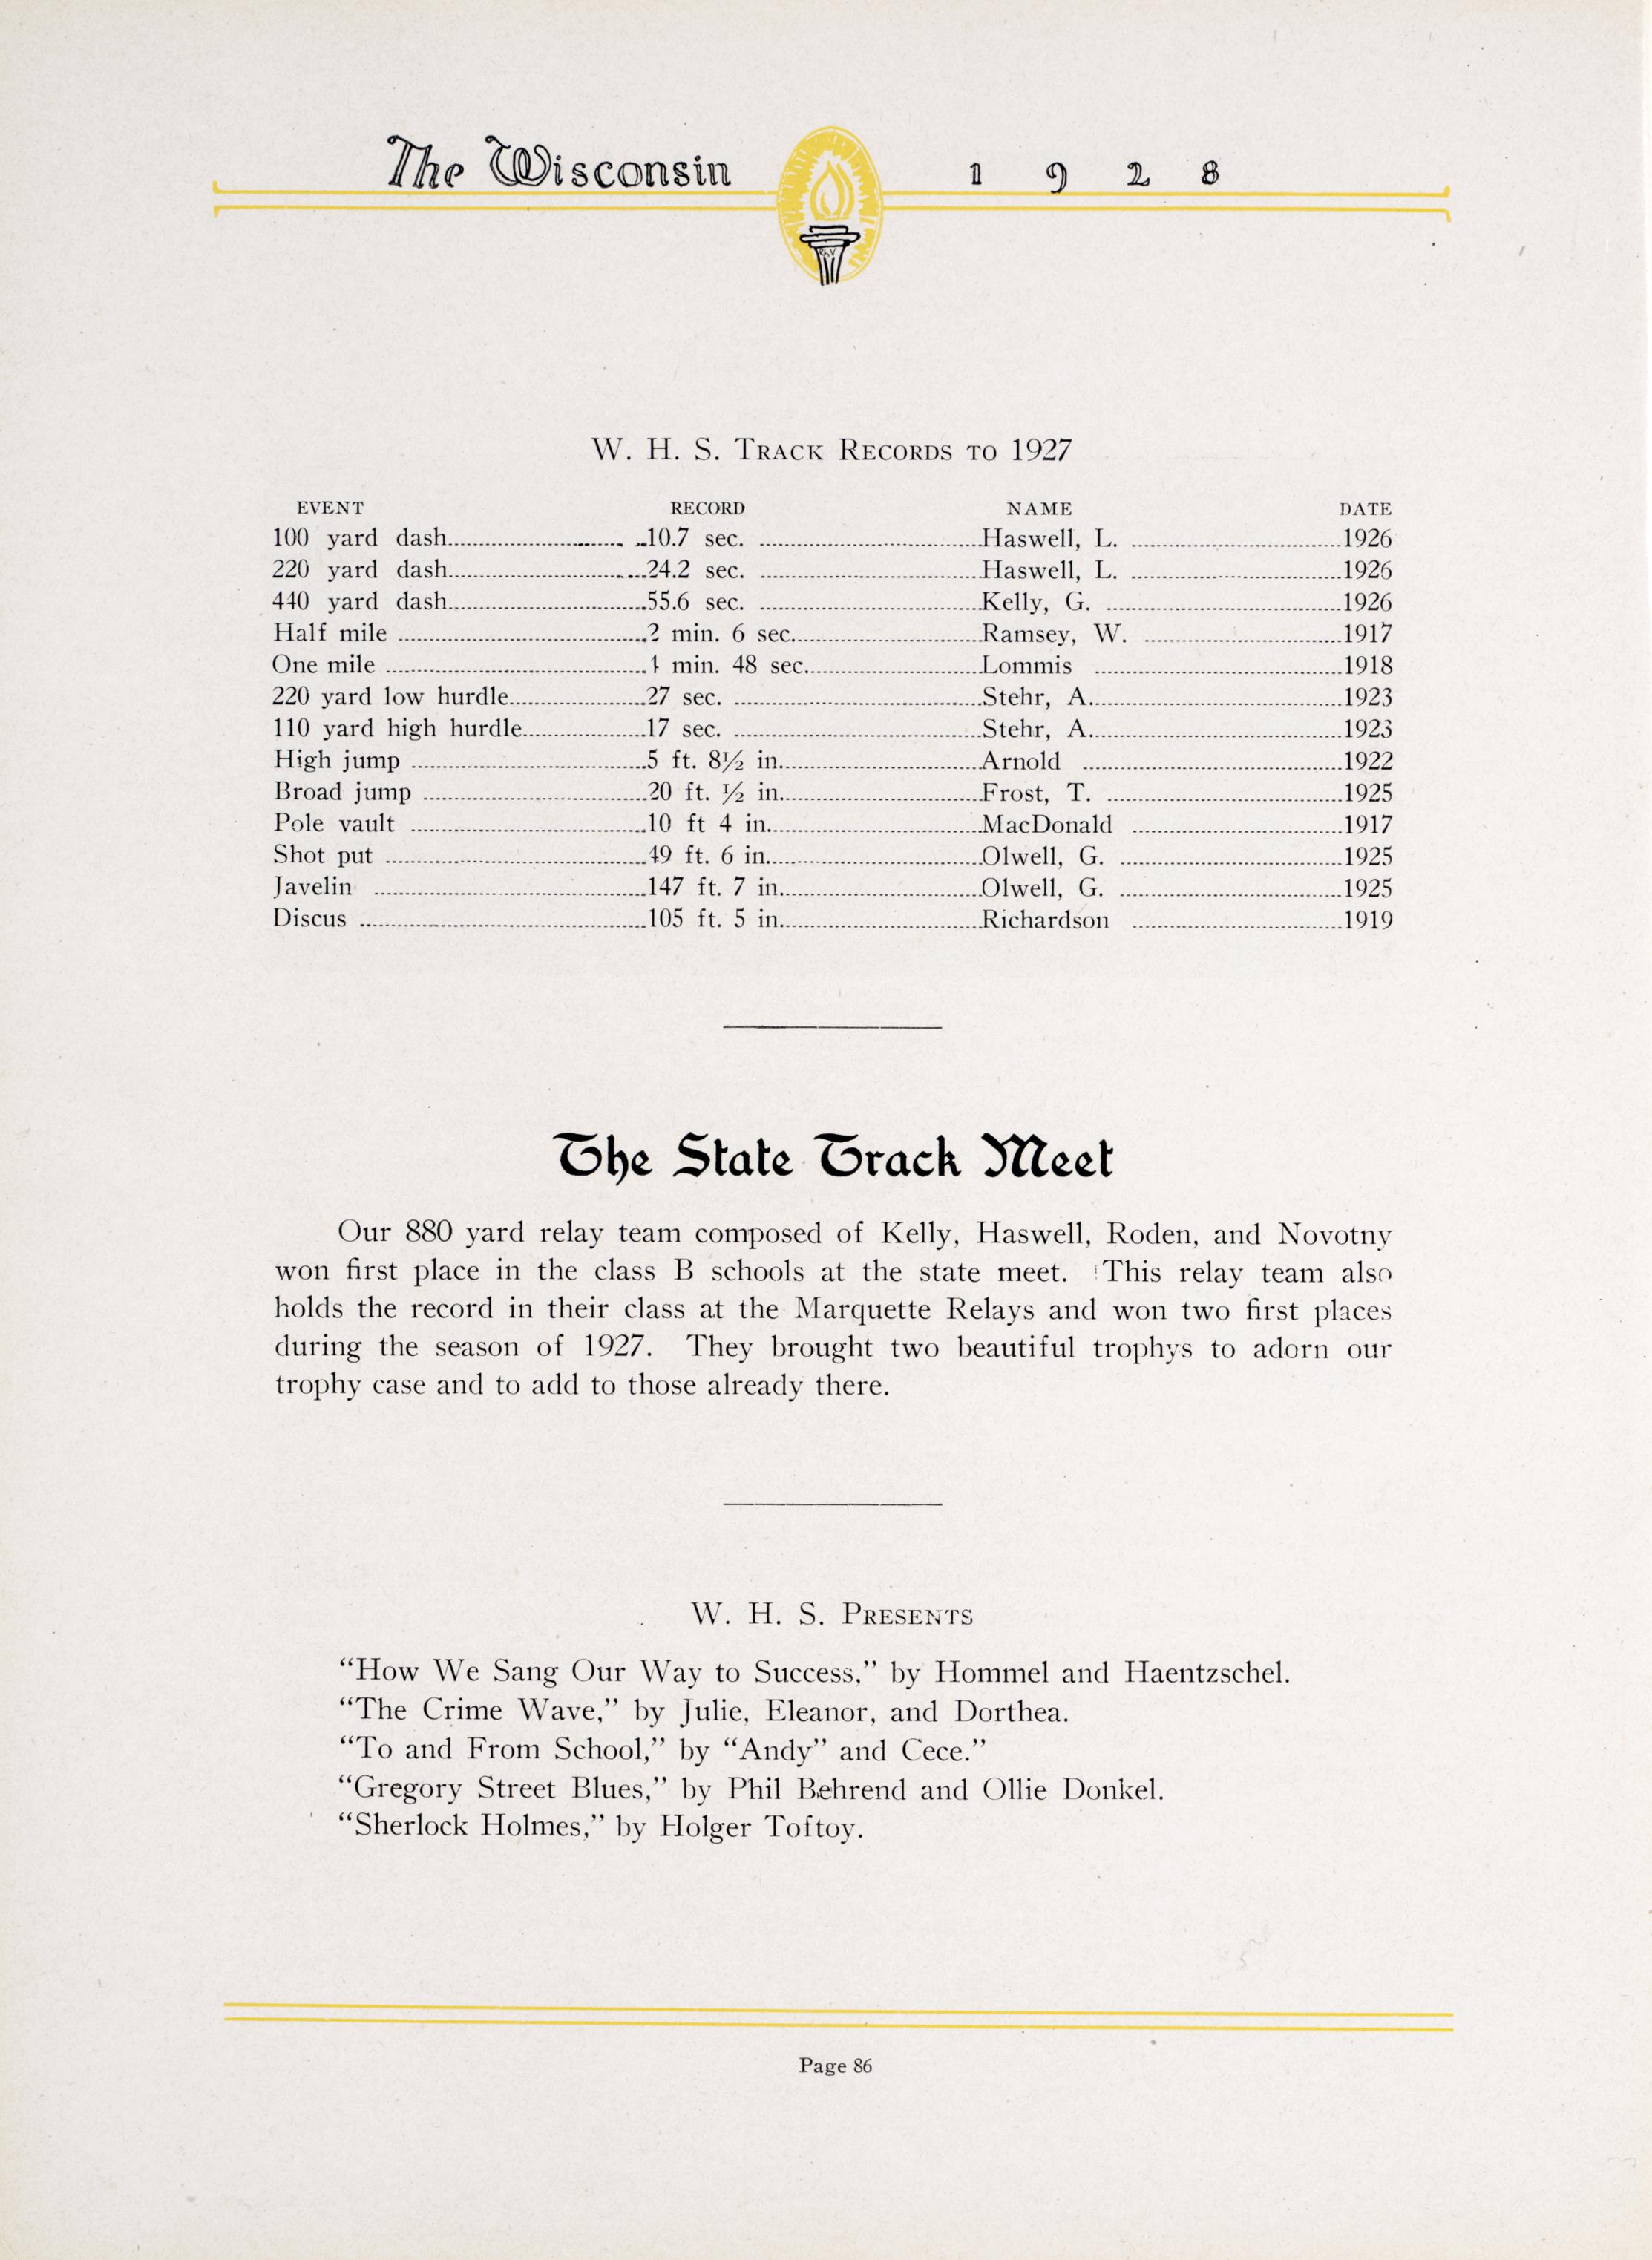 The Wisconsin 1 9 2 8
W. H. S. TRACK RECORDS TO 1927
EVENT RECORD NAME DATE
100 yard dash 10.7 sec. Haswell, L. 1926
220 yard dash 24.2 sec. Haswell, L. 1926
440 yard dash 55.6 sec. Kelly, G. 1926
Half mile 2 min. 6 sec. Ramsey, W. 1917
One mile min. 48 sec. Lommis 1918
220 yard low hurdle 27 sec. Stehr, A. 1923
110 yard high hurdle 17 sec. Stehr, A. 1923
High jump 5 ft. 8½ in. Arnold 1922
Broad jump 20 ft. ½ in. Frost, T. 1925
Pole vault 10 ft 4 in. MacDonald 1917
Shot put 49 ft. 6 in. Olwell, G. 1925
Javelin 147 ft. 7 in. Olwell, G. 1925
Discus 105 ft. 5 in. Richardson 1919
The State Track Meet
Our 880 yard relay team composed of Kelly, Haswell, Roden, and Novotny
won first place in the class B schools at the state meet. This relay team also
holds the record in their class at the Marquette Relays and won two first places
during the season of 1927. They brought two beautiful trophys to adorn our
trophy case and to add to those already there.
W. H. S. PRESENTS
“How We Sang Our Way to Success,” by Hommel and Haentzschel.
“The Crime Wave,” by Julie, Eleanor, and Dorthea.
“To and From School,” by “Andy” and Cece.”
“Gregory Street Blues,” by Phil Behrend and Ollie Donkel.
“Sherlock Holmes,” by Holger Toftoy.
Page 86